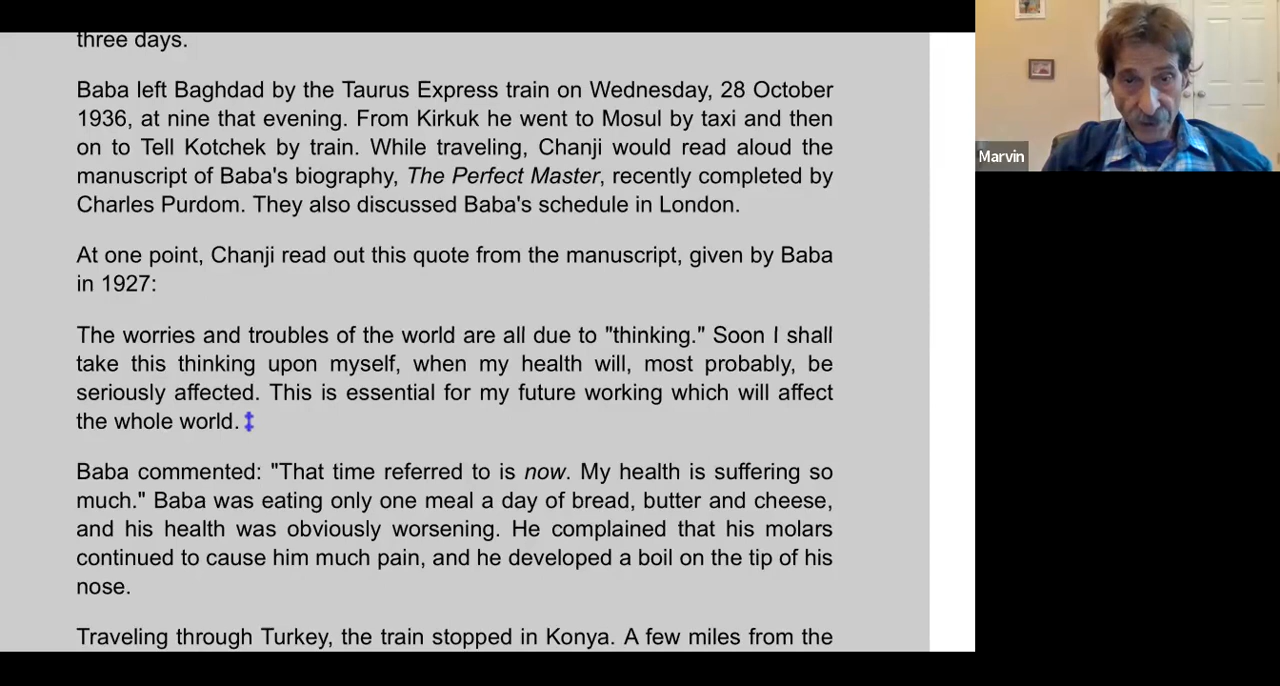 three days.
Baba left Baghdad by the Taurus Express train on Wednesday, 28 October
1936, at nine that evening. From Kirkuk he went to Mosul by taxi and then
on to Tell Kotchek by train. While traveling, Chanji would read aloud the
manuscript of Baba's biography, The Perfect Master, recently completed by
Charles Purdom. They also discussed Baba's schedule in London.
At one point, Chanji read out this quote from the manuscript, given by Baba
in 1927:
The worries and troubles of the world are all due to "thinking." Soon I shall
take this thinking upon myself, when my health will, most probably, be
seriously affected. This is essential for my future working which will affect
the whole world. ‡
Baba commented: "That time referred to is now. My health is suffering so
much." Baba was eating only one meal a day of bread, butter and cheese,
and his health was obviously worsening. He complained that his molars
continued to cause him much pain, and he developed a boil on the tip of his
nose.
Traveling through Turkey, the train stopped in Konya. A few miles from the
Marvin